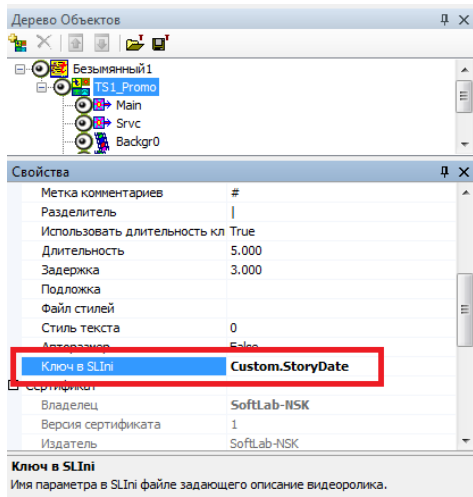 Дерево Объектов
Безымянный1
TS1_Promo
Main
Srvc
Backgr0
Свойства
Метка комментариев #
Разделитель |
Использовать длительность кл True
Длительность 5.000
Задержка 3.000
Подложка
Файл стилей
Стиль текста 0
Авторазмер False
Ключ в SLIni Custom.StoryDate
Сертификат
Владелец SoftLab-NSK
Версия сертификата 1
Издатель SoftLab-NSK
Ключ в SLIni
Имя параметра в SLIni файле задающего описание видеоролика.